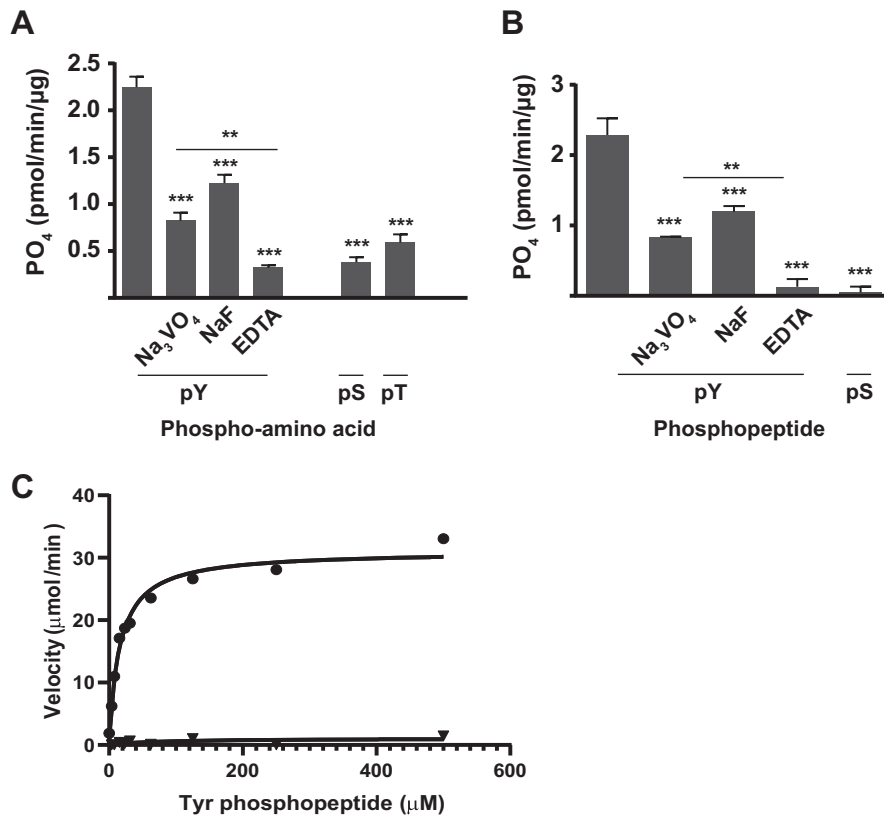 A
PO4 (pmol/min/μg)
2.5
2.0
1.5
1.0
0.5
**
***
***
***
***
***
Na3VO4
NaF
EDTA
pY
pS
pT
Phospho-amino acid
B
PO4 (pmol/min/μg)
3
2
1
**
***
***
***
***
Na3VO4
NaF
EDTA
pY
pS
Phosphopeptide
C
Velocity (μmol/min)
40
30
20
10
0
0
200
400
600
Tyr phosphopeptide (μM)